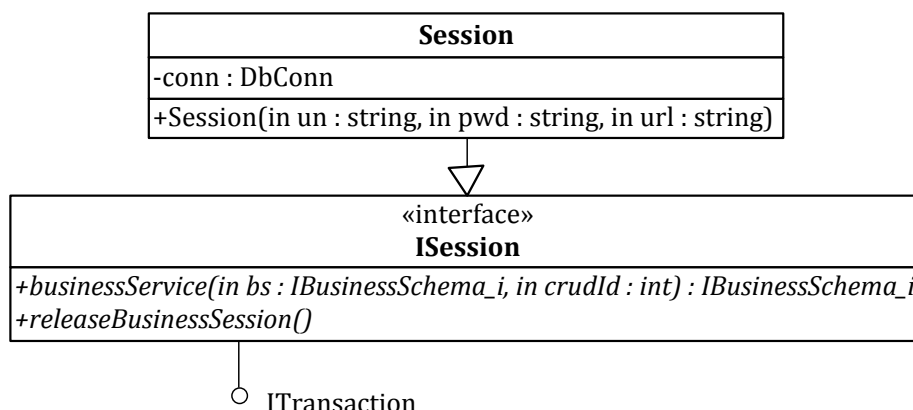 Session
-conn : DbConn
+Session(in un : string, in pwd : string, in url : string)
«interface»
ISession
+businessService(in bs : IBusinessSchema_i, in crudId : int) : IBusinessSchema_i
+releaseBusinessSession()
ITransaction